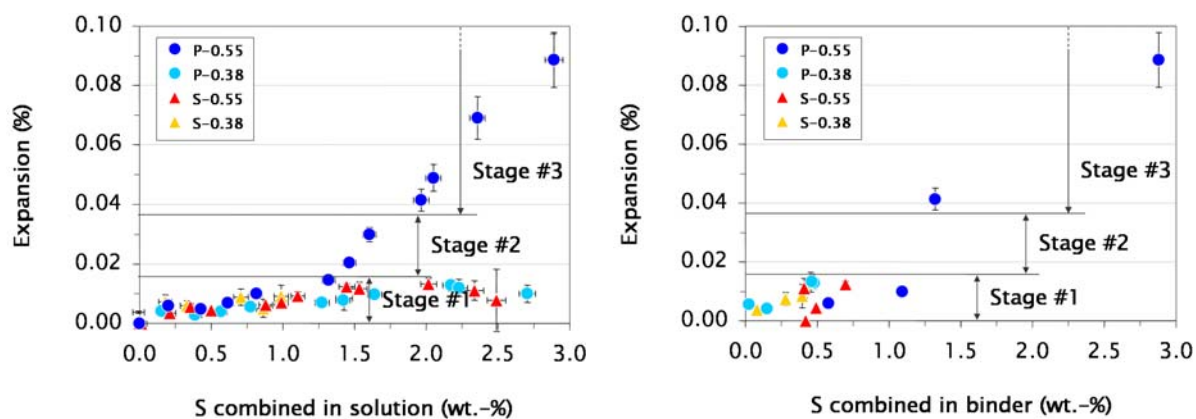 0.10
0.08
0.06
0.04
0.02
0.00
Expansion (%)
P-0.55
P-0.38
S-0.55
S-0.38
Stage #3
Stage #2
Stage #1
0.0 0.5 1.0 1.5 2.0 2.5 3.0
S combined in solution (wt.-%)
0.10
0.08
0.06
0.04
0.02
0.00
Expansion (%)
P-0.55
P-0.38
S-0.55
S-0.38
Stage #3
Stage #2
Stage #1
0.0 0.5 1.0 1.5 2.0 2.5 3.0
S combined in binder (wt.-%)